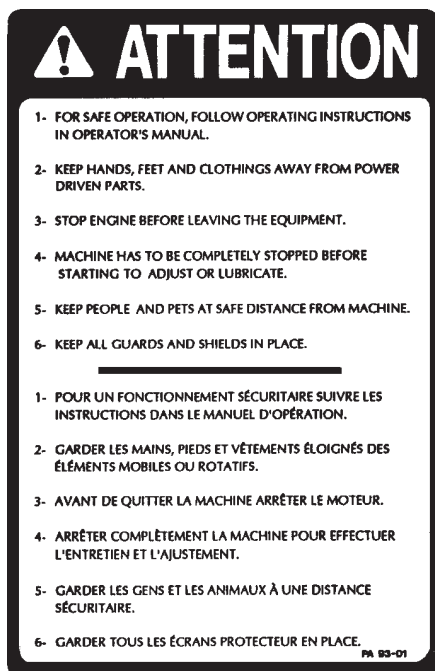 ATTENTION
1- FOR SAFE OPERATION, FOLLOW OPERATING INSTRUCTIONS
IN OPERATOR'S MANUAL.
2- KEEP HANDS, FEET AND CLOTHINGS AWAY FROM POWER
DRIVEN PARTS.
3- STOP ENGINE BEFORE LEAVING THE EQUIPMENT.
4- MACHINE HAS TO BE COMPLETELY STOPPED BEFORE
STARTING TO ADJUST OR LUBRICATE.
5- KEEP PEOPLE AND PETS AT SAFE DISTANCE FROM MACHINE.
6- KEEP ALL GUARDS AND SHIELDS IN PLACE.
1- POUR UN FONCTIONNEMENT SÉCURITAIRE SUIVRE LES
INSTRUCTIONS DANS LE MANUEL D'OPÉRATION.
2- GARDER LES MAINS, PIEDS ET VÊTEMENTS ÉLOIGNÉS DES
ÉLÉMENTS MOBILES OU ROTATIFS.
3- AVANT DE QUITTER LA MACHINE ARRÊTER LE MOTEUR.
4- ARRÊTER COMPLÈTEMENT LA MACHINE POUR EFFECTUER
L'ENTRETIEN ET L'AJUSTEMENT.
5- GARDER LES GENS ET LES ANIMAUX À UNE DISTANCE
SÉCURITAIRE.
6- GARDER TOUS LES ÉCRANS PROTECTEUR EN PLACE.
PA 93-01